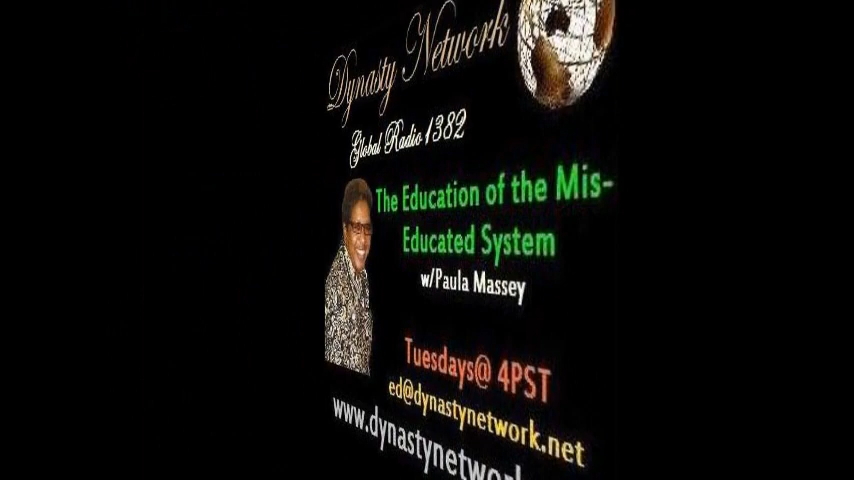 Dynasty Network
Global Radio 1382
The Education of the Mis-
Educated System
w/Paula Massey
Tuesdays@ 4PST
ed@dynastynetwork.net
www.dynastynetwork